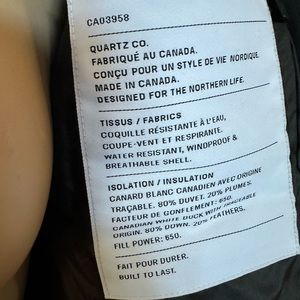 CA03958
QUARTZ CO.
FABRIQUÉ AU CANADA.
CONÇU POUR UN STYLE DE VIE NORDIQUE.
MADE IN CANADA.
DESIGNED FOR THE NORTHERN LIFE.
TISSUS / FABRICS
COQUILLE RÉSISTANTE À L'EAU,
COUPE-VENT ET RESPIRANTE.
WATER RESISTANT, WINDPROOF &
BREATHABLE SHELL.
ISOLATION / INSULATION
CANARD BLANC CANADIEN AVEC ORIGINE
TRAÇABLE. 80% DUVET. 20% PLUMES.
FACTEUR DE GONFLEMENT: 650.
CANADIAN WHITE DUCK WITH TRACEABLE
ORIGIN. 80% DOWN. 20% FEATHERS.
FILL POWER: 650.
FAIT POUR DURER.
BUILT TO LAST.